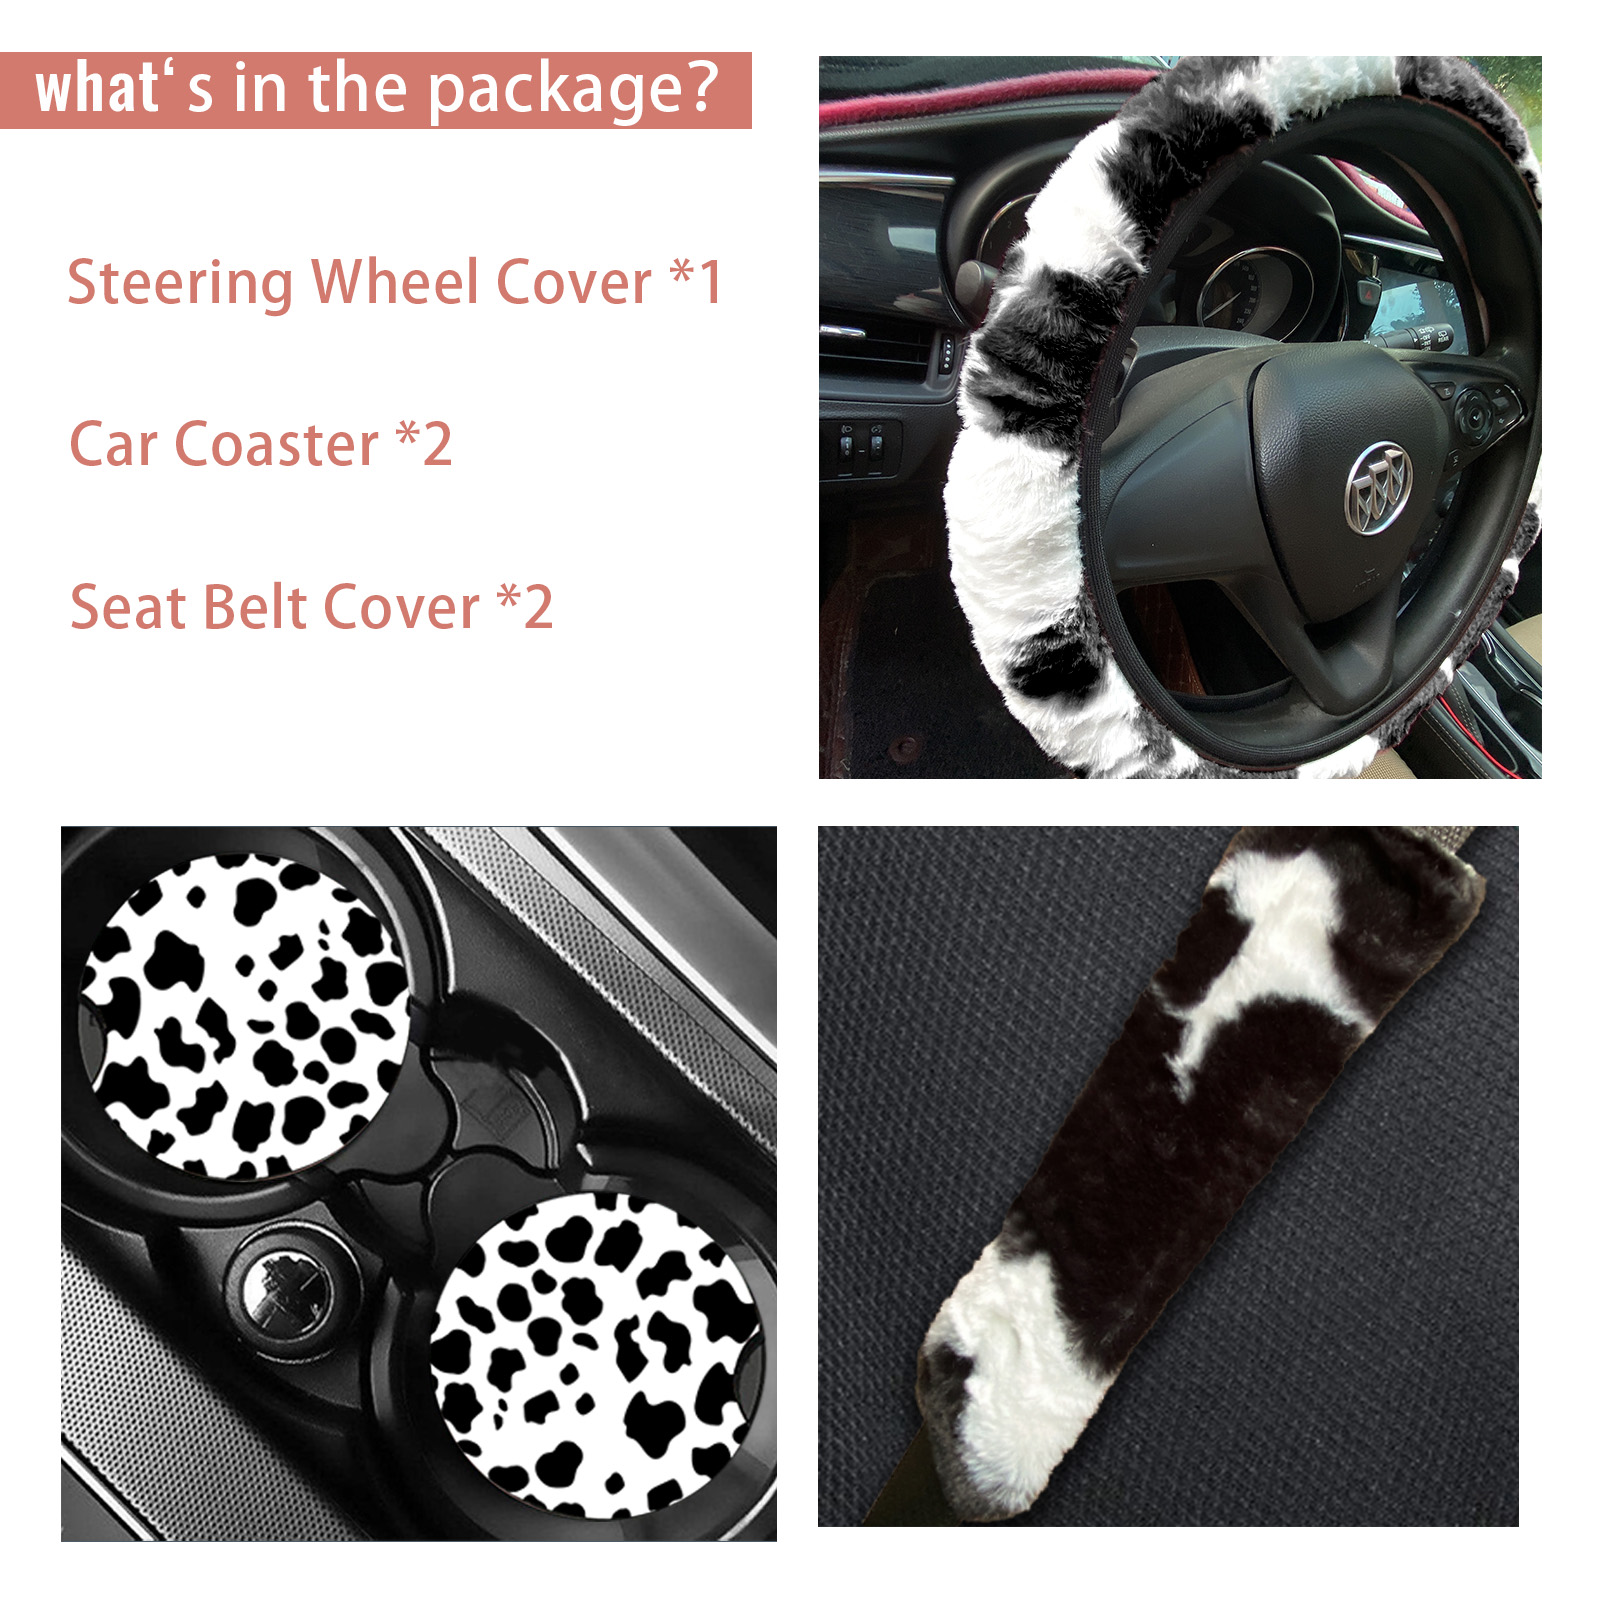 what‘s in the package?
Steering Wheel Cover *1
Car Coaster *2
Seat Belt Cover *2